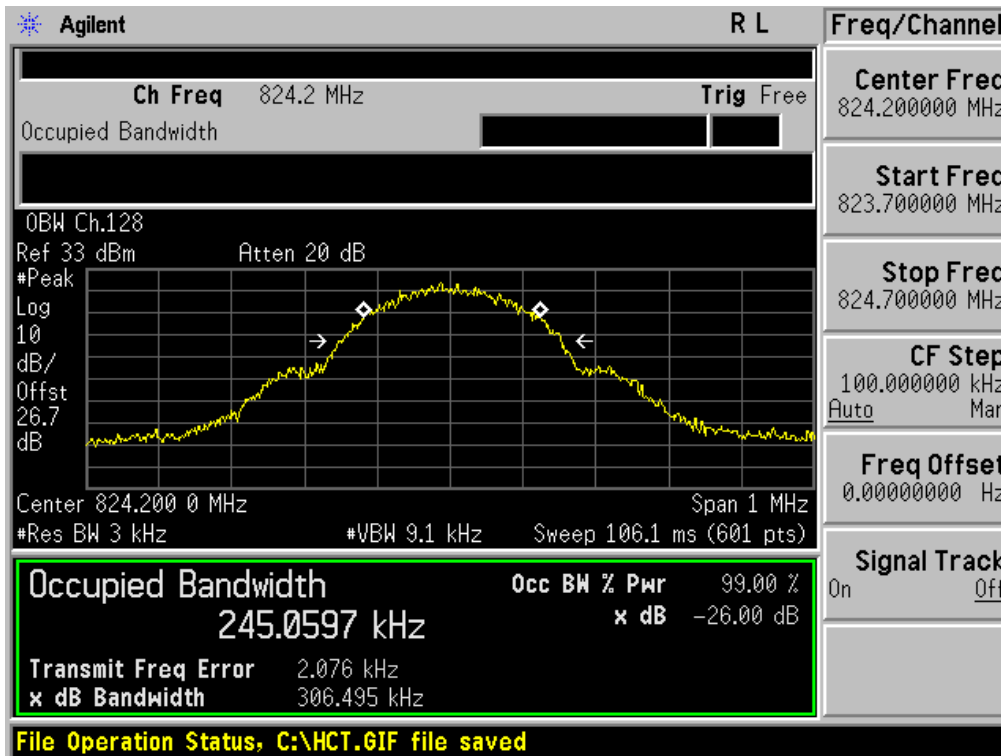 Agilent R L Freq/Channel
Ch Freq 824.2 MHz Trig Free
Occupied Bandwidth
Center Freq
824.200000 MHz
Start Freq
823.700000 MHz
Stop Freq
824.700000 MHz
CF Step
100.000000 kHz
Auto Man
Freq Offset
0.00000000 Hz
Signal Track
On Off
OBW Ch.128
Ref 33 dBm Atten 20 dB
#Peak
Log
10
dB/
Offst
26.7
dB
Center 824.200 0 MHz Span 1 MHz
#Res BW 3 kHz #VBW 9.1 kHz Sweep 106.1 ms (601 pts)
Occupied Bandwidth Occ BW % Pwr 99.00 %
245.0597 kHz x dB -26.00 dB
Transmit Freq Error 2.076 kHz
x dB Bandwidth 306.495 kHz
File Operation Status, C:\HCT.GIF file saved